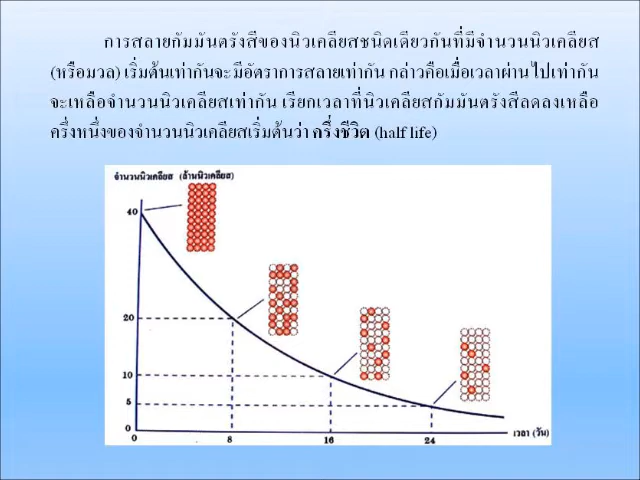 การสลายกัมมันตรังสีของนิวเคลียสชนิดเดียวกันที่มีจำนวนนิวเคลียส
(หรือมวล) เริ่มต้นเท่ากันจะมีอัตราการสลายเท่ากัน กล่าวคือเมื่อเวลาผ่านไปเท่ากัน
จะเหลือจำนวนนิวเคลียสเท่ากัน เรียกเวลาที่นิวเคลียสกัมมันตรังสีลดลงเหลือ
ครึ่งหนึ่งของจำนวนนิวเคลียสเริ่มต้นว่า ครึ่งชีวิต (half life)
จำนวนนิวเคลียส (ล้านนิวเคลียส)
40
20
10
5
0
0 8 16 24 เวลา (วัน)